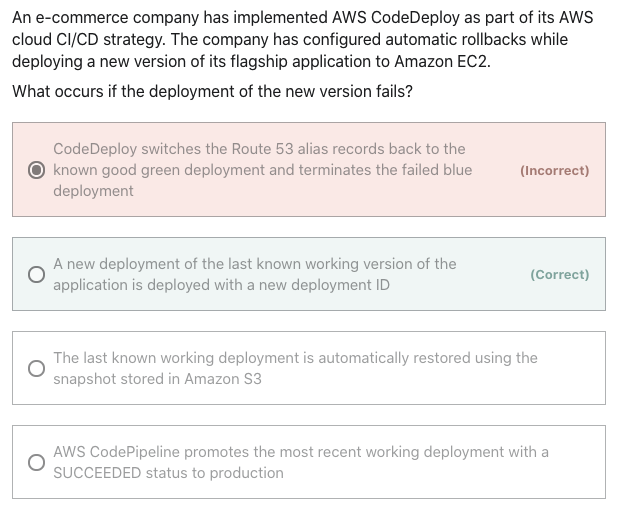 An e-commerce company has implemented AWS CodeDeploy as part of its AWS
cloud CI/CD strategy. The company has configured automatic rollbacks while
deploying a new version of its flagship application to Amazon EC2.
What occurs if the deployment of the new version fails?
CodeDeploy switches the Route 53 alias records back to the
known good green deployment and terminates the failed blue
deployment
(Incorrect)
A new deployment of the last known working version of the
application is deployed with a new deployment ID
(Correct)
The last known working deployment is automatically restored using the
snapshot stored in Amazon S3
AWS CodePipeline promotes the most recent working deployment with a
SUCCEEDED status to production